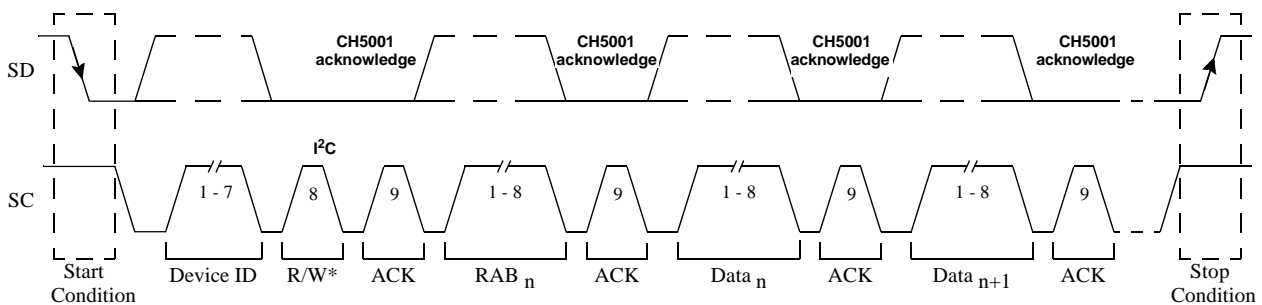 CH5001 acknowledge
CH5001 acknowledge
CH5001 acknowledge
CH5001 acknowledge
SD
I²C
SC
1 - 7
8
9
1 - 8
9
1 - 8
9
1 - 8
9
Start Condition
Device ID
R/W*
ACK
RAB n
ACK
Data n
ACK
Data n+1
ACK
Stop Condition